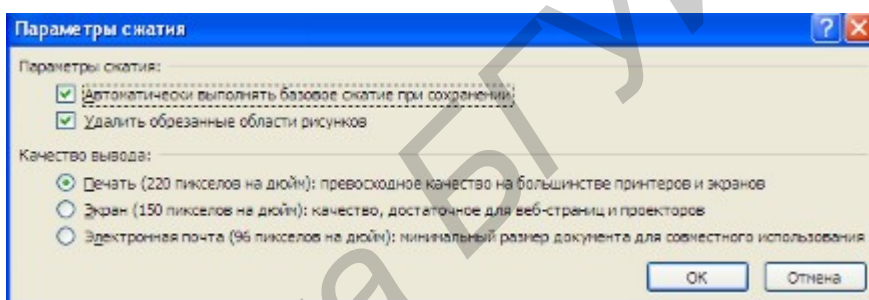 Параметры сжатия
Параметры сжатия:
Автоматически выполнять базовое сжатие при сохранении
Удалить обрезанные области рисунков
Качество вывода:
Печать (220 пикселов на дюйм): превосходное качество на большинстве принтеров и экранов
Экран (150 пикселов на дюйм): качество, достаточное для веб-страниц и проекторов
Электронная почта (96 пикселов на дюйм): минимальный размер документа для совместного использования
ОК Отмена